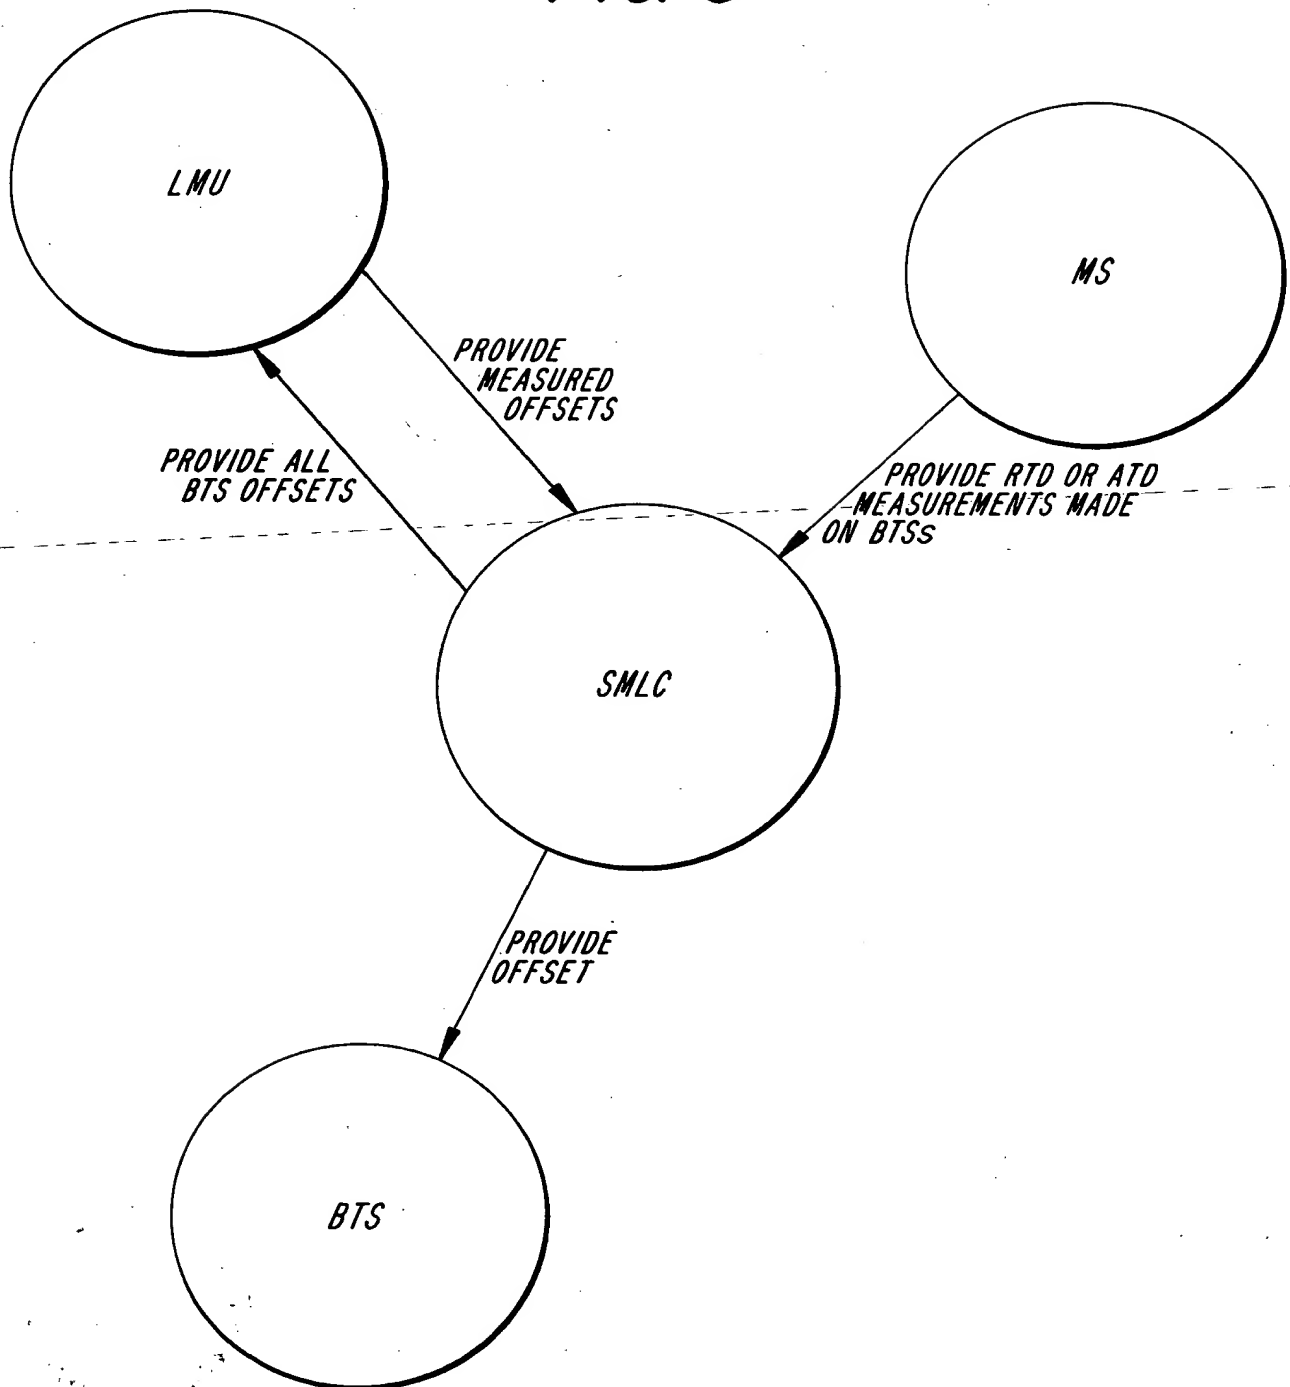 LMU
MS
PROVIDE
MEASURED
OFFSETS
PROVIDE ALL
BTS OFFSETS
PROVIDE RTD OR ATD
MEASUREMENTS MADE
ON BTSs
SMLC
PROVIDE
OFFSET
BTS